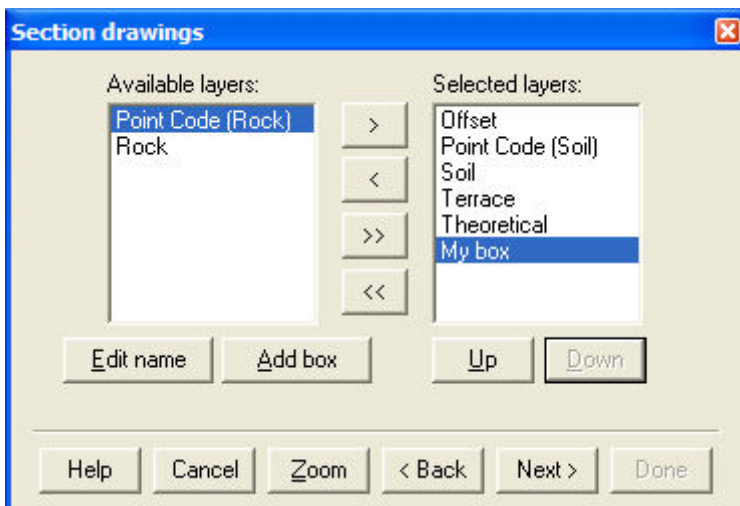 Section drawings
Available layers:
Point Code (Rock)
Rock
>
<
>>
<<
Selected layers:
Offset
Point Code (Soil)
Soil
Terrace
Theoretical
My box
Edit name
Add box
Up
Down
Help
Cancel
Zoom
< Back
Next >
Done